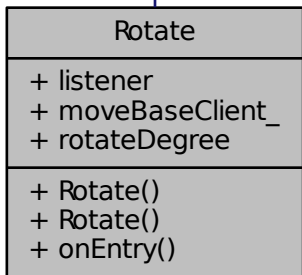 Rotate
+ listener
+ moveBaseClient_
+ rotateDegree
+ Rotate()
+ Rotate()
+ onEntry()